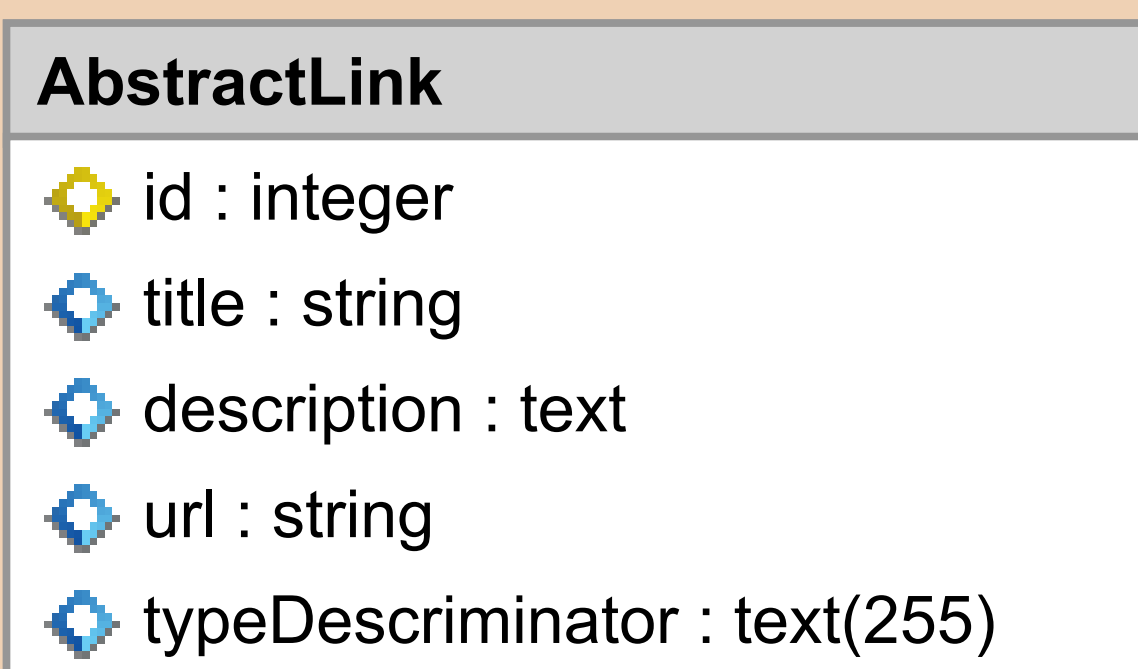 AbstractLink
id : integer
title : string
description : text
url : string
typeDescriminator : text(255)